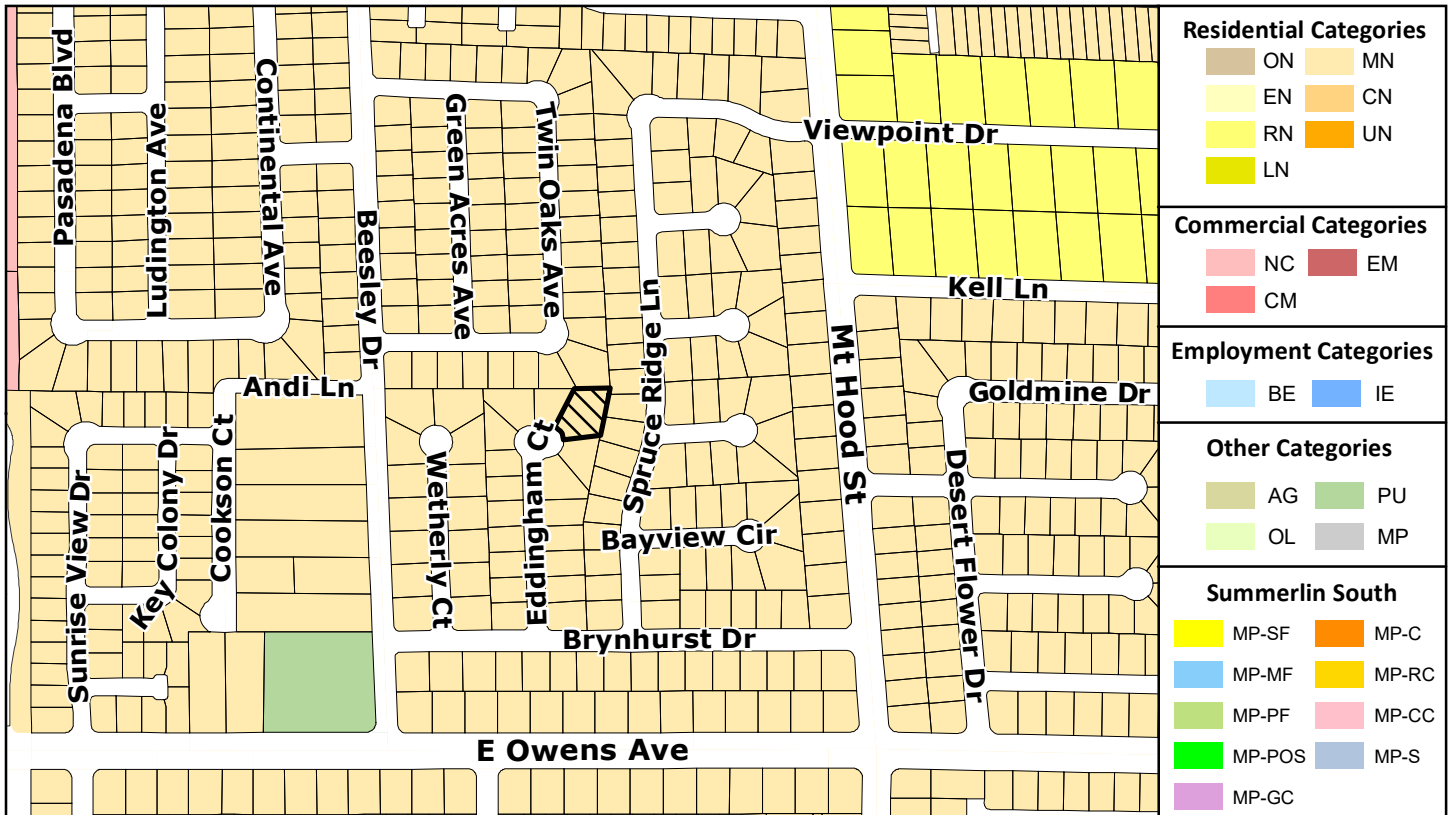 Pasadena Blvd
Ludington Ave
Continental Ave
Beesley Dr
Green Acres Ave
Twin Oaks Ave
Viewpoint Dr
Spruce Ridge Ln
Kell Ln
Mt Hood St
Andi Ln
Goldmine Dr
Cookson Ct
Key Colony Dr
Sunrise View Dr
Wetherly Ct
Eppingham Ct
Bayview Cir
Desert Flower Dr
Brynhurst Dr
E Owens Ave
Residential Categories
ON MN
EN CN
RN UN
LN
Commercial Categories
NC EM
CM
Employment Categories
BE IE
Other Categories
AG PU
OL MP
Summerlin South
MP-SF MP-C
MP-MF MP-RC
MP-PF MP-CC
MP-POS MP-S
MP-GC